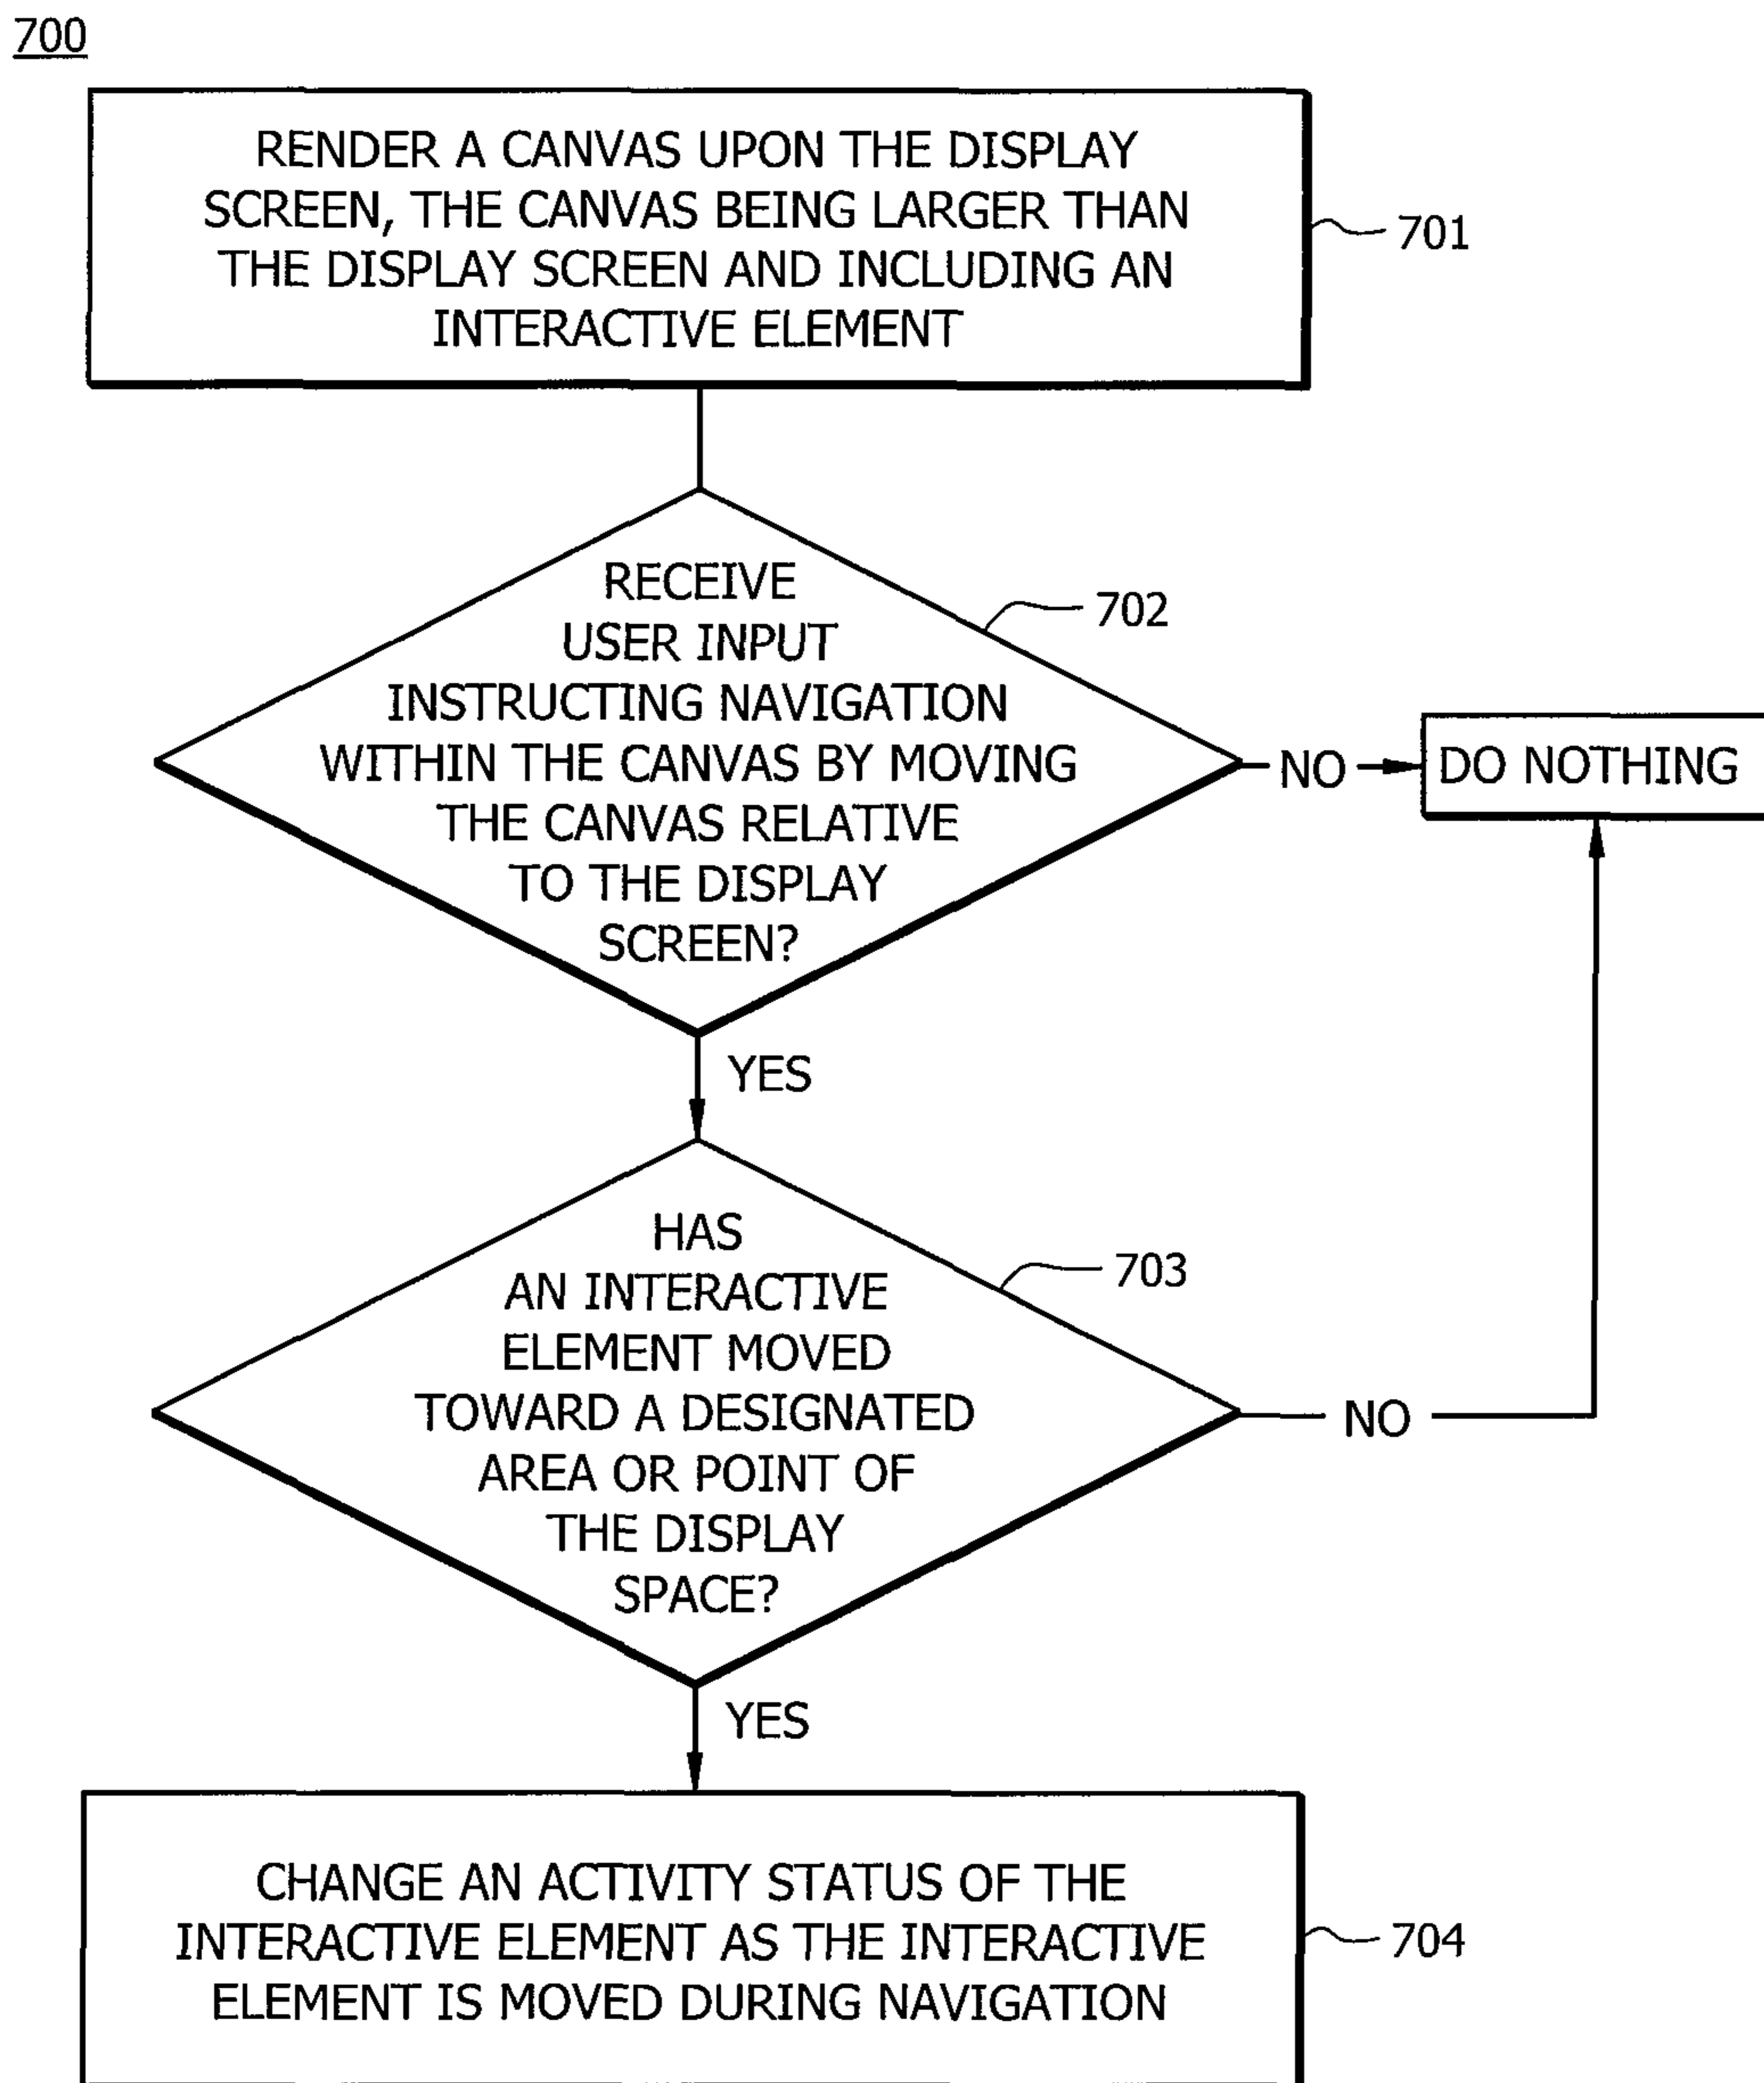 700
RENDER A CANVAS UPON THE DISPLAY
SCREEN, THE CANVAS BEING LARGER THAN
THE DISPLAY SCREEN AND INCLUDING AN
INTERACTIVE ELEMENT
701
RECEIVE
USER INPUT
INSTRUCTING NAVIGATION
WITHIN THE CANVAS BY MOVING
THE CANVAS RELATIVE
TO THE DISPLAY
SCREEN?
702
NO
DO NOTHING
YES
HAS
AN INTERACTIVE
ELEMENT MOVED
TOWARD A DESIGNATED
AREA OR POINT OF
THE DISPLAY
SPACE?
703
NO
YES
CHANGE AN ACTIVITY STATUS OF THE
INTERACTIVE ELEMENT AS THE INTERACTIVE
ELEMENT IS MOVED DURING NAVIGATION
704